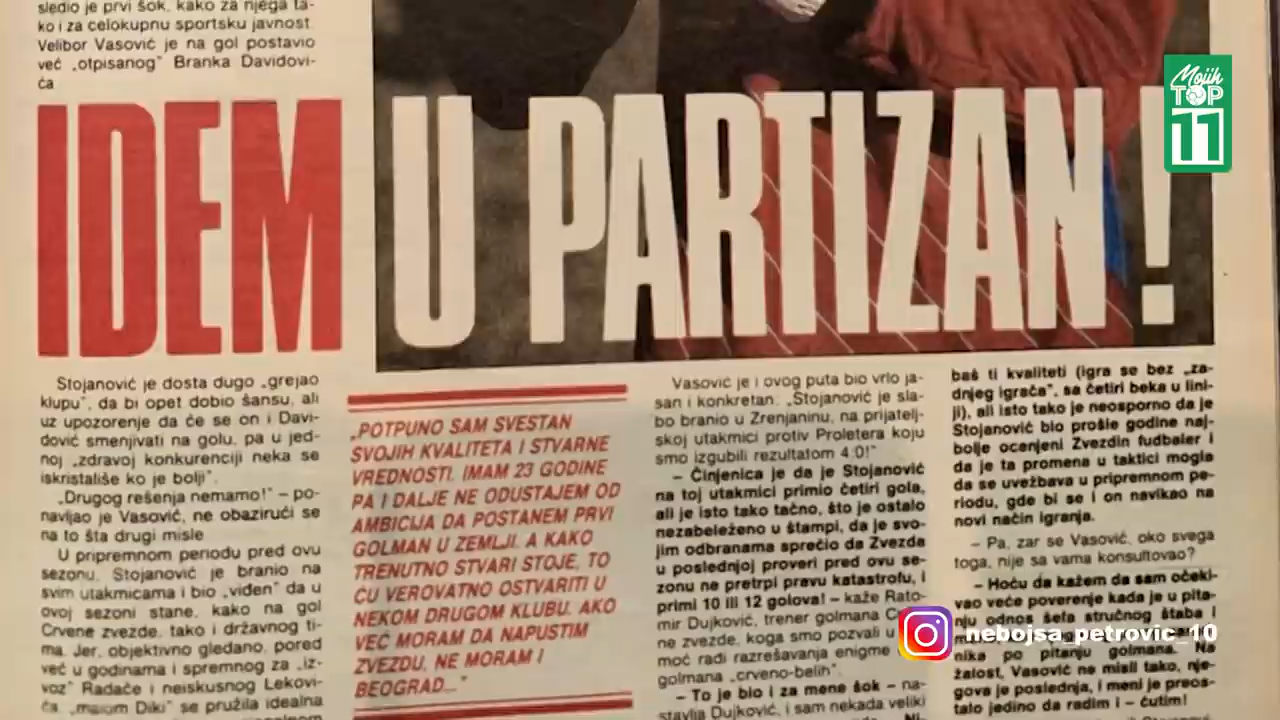 sledio je prvi šok, kako za njega ta-
ko i za celokupnu sportsku javnost.
Velibor Vasović je na gol postavio
već „otpisanog” Branka Davidovi-
ća
IDEM U PARTIZAN!
Stojanović je dosta dugo „grejao
klupu”, da bi opet dobio šansu, ali
uz upozorenje da će se on i Davi-
dović smenjivati na golu, pa u jed-
noj „zdravoj konkurenciji neka se
iskristališe ko je bolji”.
„Drugog rešenja nemamo!” – po-
navljao je Vasović, ne obazirući se
na to šta drugi misle
U pripremnom periodu pred ovu
sezonu, Stojanović je branio na
svim utakmicama i bio „viđen” da u
ovoj sezoni stane, kako na gol
Crvene zvezde, tako i državnog ti-
ma. Jer, objektivno gledano, pored
već u godinama i spremnog za „iz-
voz” Radače i neiskusnog Lekovi-
ća „malom Diki” se pružila idealna
„POTPUNO SAM SVESTAN
SVOJIH KVALITETA I STVARNE
VREDNOSTI. IMAM 23 GODINE
PA I DALJE NE ODUSTAJEM OD
AMBICIJA DA POSTANEM PRVI
GOLMAN U ZEMLJI. A KAKO
TRENUTNO STVARI STOJE, TO
ĆU VEROVATNO OSTVARITI U
NEKOM DRUGOM KLUBU. AKO
VEĆ MORAM DA NAPUSTIM
ZVEZDU, NE MORAM I
BEOGRAD...”
Vasović je i ovog puta bio vrlo ja-
san i konkretan: „Stojanović je sla-
bo branio u Zrenjaninu, na prijatelj-
skoj utakmici protiv Proletera koju
smo izgubili rezultatom 4:0!”
– Činjenica je da je Stojanović
na toj utakmici primio četiri gola,
ali je isto tako tačno, što je ostalo
nezabeleženo u štampi, da je svo-
jim odbranama sprečio da Zvezda
u poslednjoj proveri pred ovu se-
zonu ne pretrpi pravu katastrofu, i
primi 10 ili 12 golova! – kaže Rato-
mir Dujković, trener golmana
ne zvezde, koga smo pozvali u
moć radi razrešavanja enigme
golmana „crveno-belih”.
– To je bio i za mene šok – na-
stavlja Dujković, i sam nekada veliki
baš ti kvaliteti (igra se bez „za-
dnjeg igrača”, sa četiri beka u lini-
ji), ali isto tako je neosporno da je
Stojanović bio prošle godine naj-
bolje ocenjeni Zvezdin fudbaler i
da je ta promena u taktici mogla
da se uvežbava u pripremnom pe-
riodu, gde bi se i on navikao na
novi način igranja.
– Pa, zar se Vasović, oko svega
toga, nije sa vama konsultovao?
– Hoću da kažem da sam očeki-
vao veće poverenje kada je u pita-
nju odnos šefa stručnog štaba i
nika po pitanju golmana. Na
žalost, Vasović ne misli tako, nje-
gova je poslednja, i meni je preos-
talo jedino da radim i – ćutim!
Mojih
TOP
11
nebojsa_petrovic_10